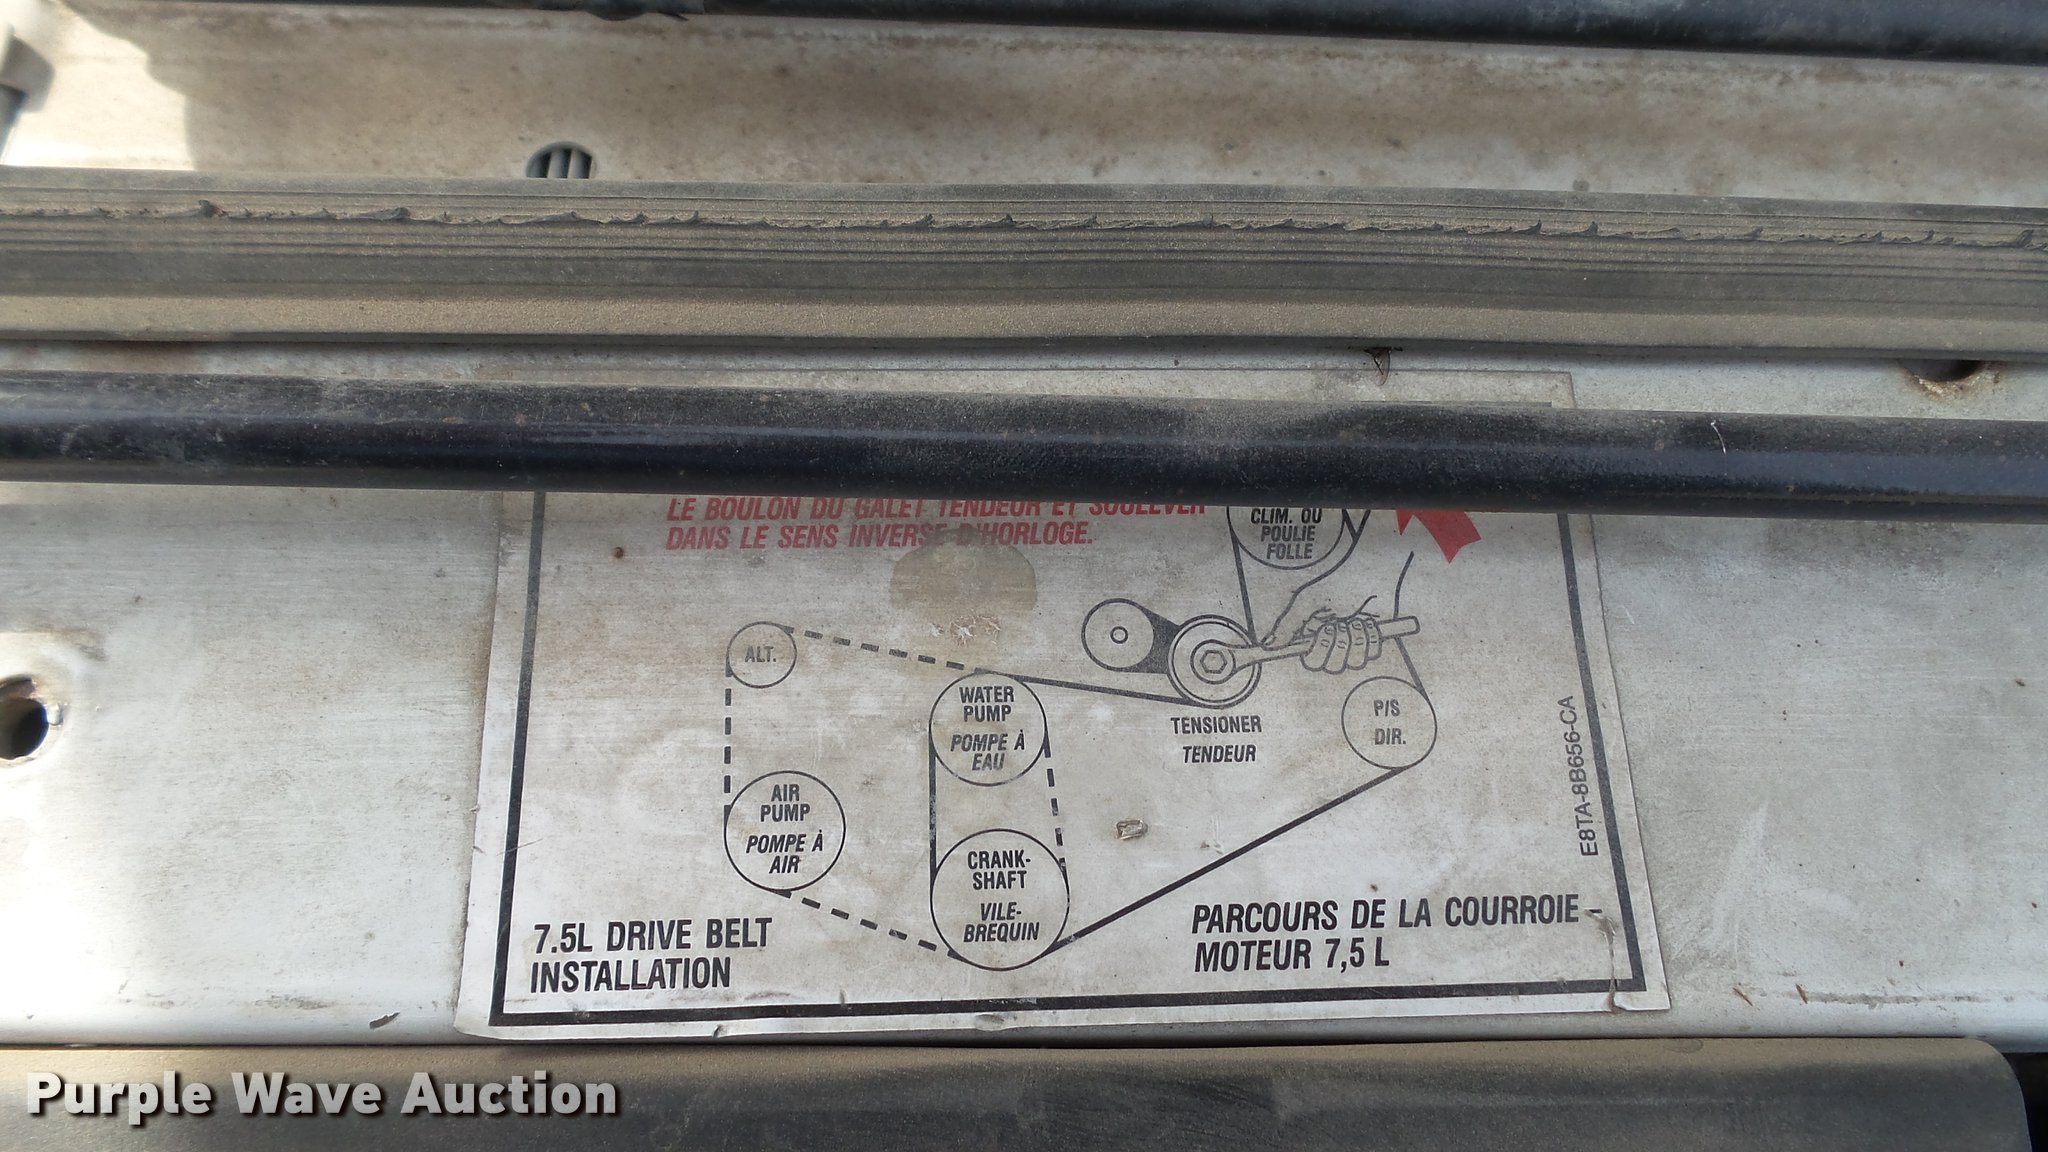 LE BOULON DU GALET TENDEUR ET SOULEVER
DANS LE SENS INVERSE D'HORLOGE.
CLIM. OU
POULIE
FOLLE
ALT.
WATER
PUMP
POMPE À
EAU
TENSIONER
TENDEUR
P/S
DIR.
AIR
PUMP
POMPE À
AIR
CRANK-
SHAFT
VILE-
BREQUIN
E8TA-8B656-CA
7.5L DRIVE BELT
INSTALLATION
PARCOURS DE LA COURROIE -
MOTEUR 7,5 L
Purple Wave Auction